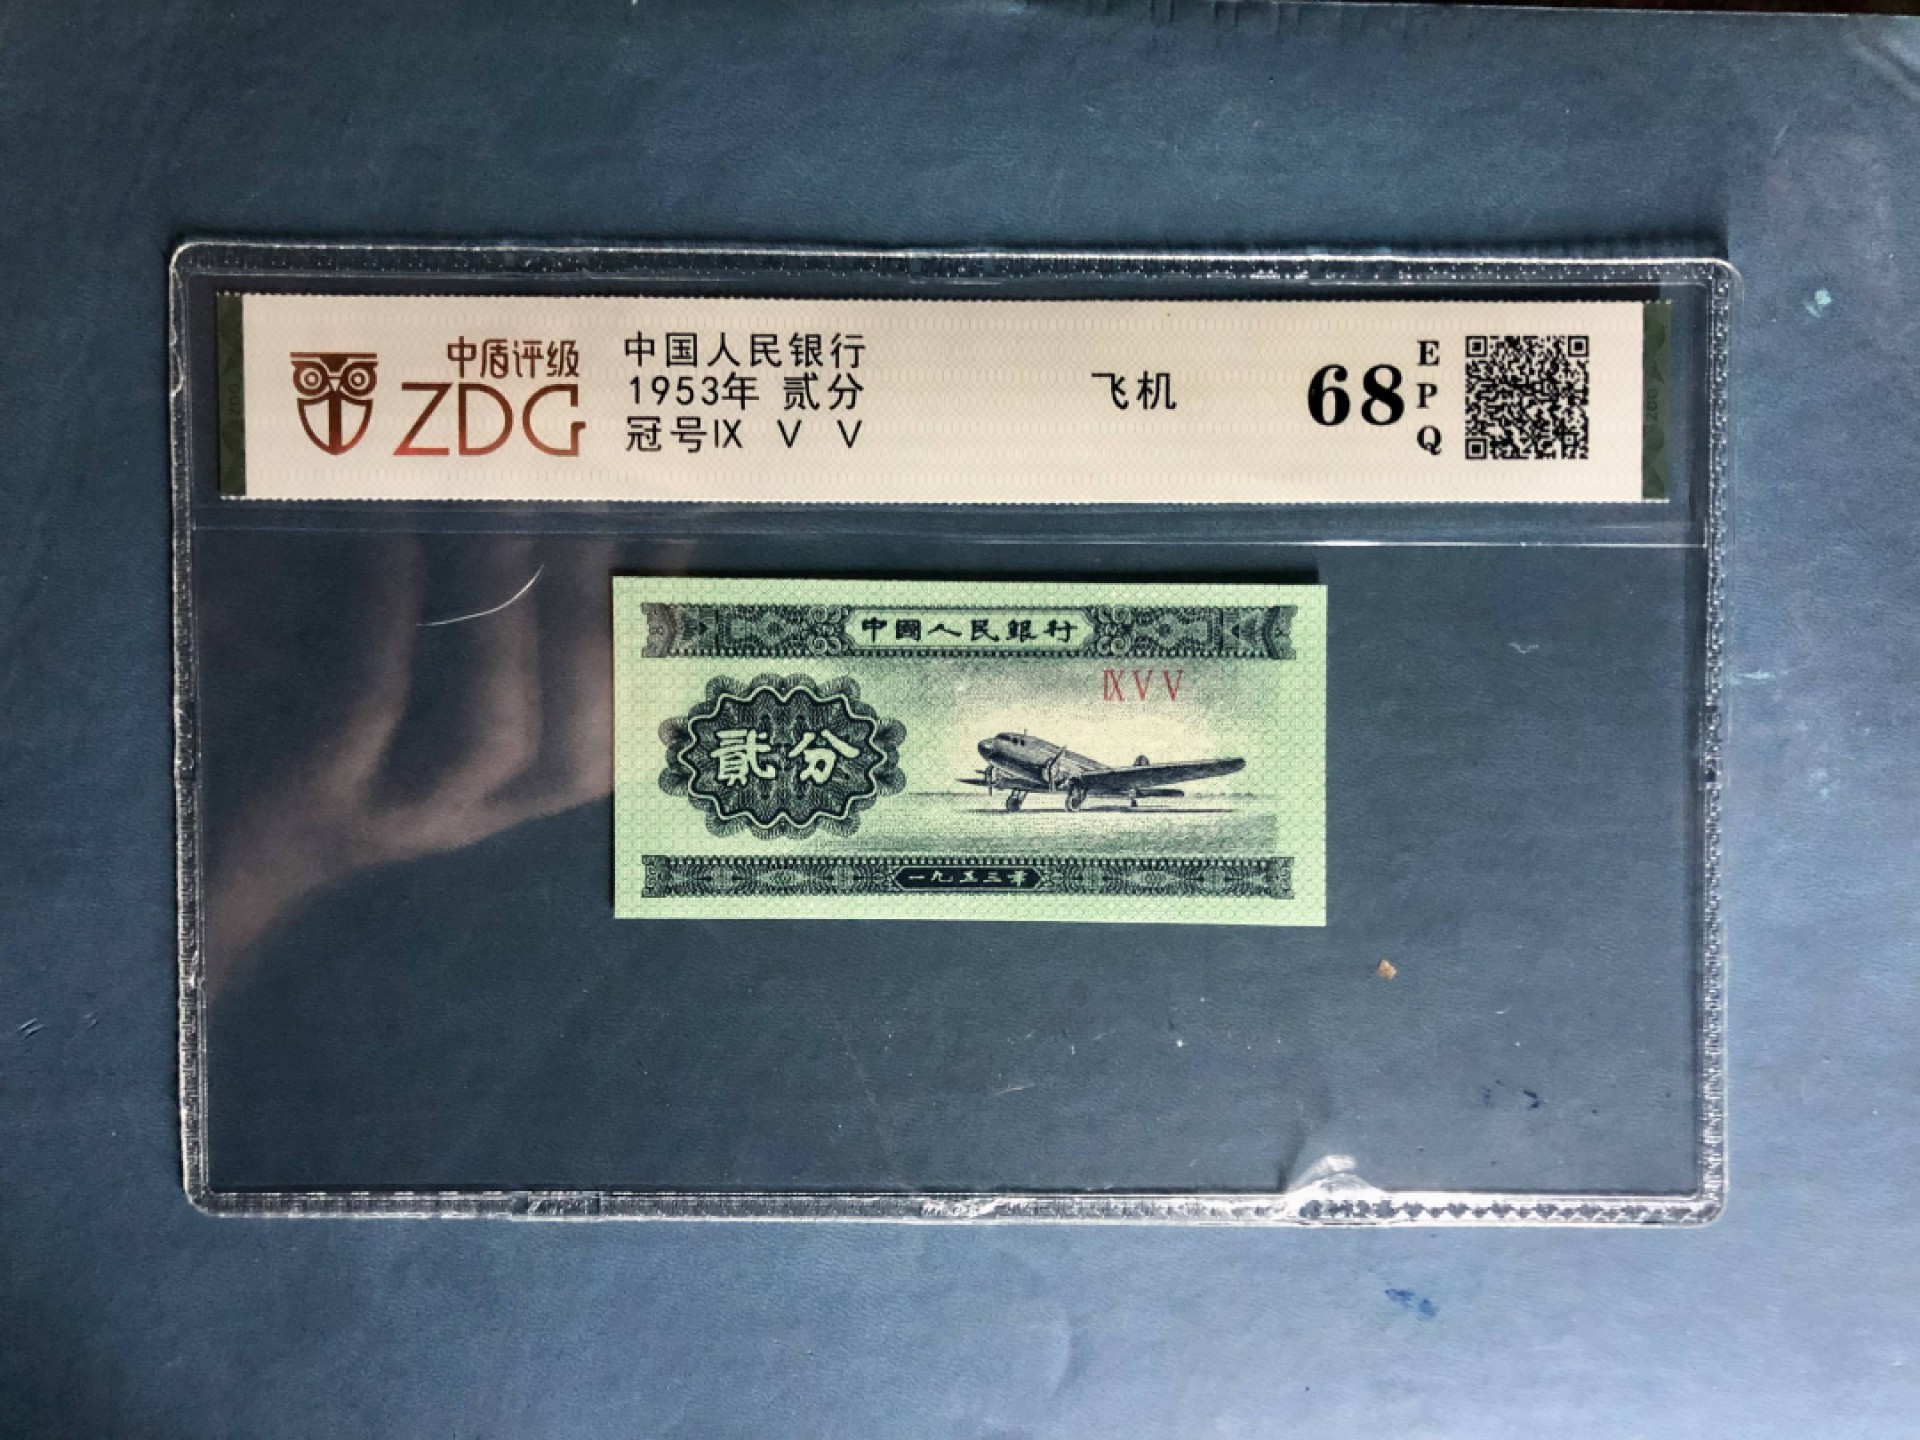 中盾评级
ZDG
中国人民银行
1953年 贰分
冠号Ⅸ Ⅴ Ⅴ
飞机
68
EPQ
中國人民銀行
ⅨⅤⅤ
貳分
一九五三年